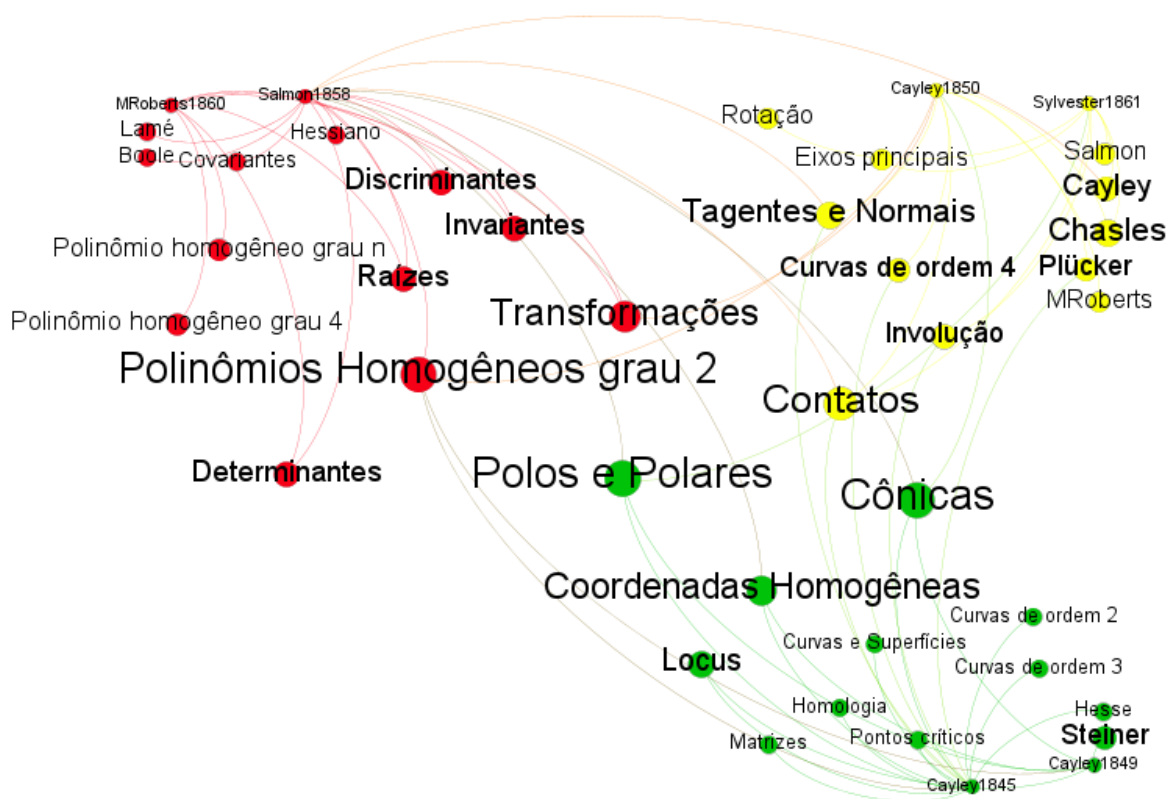 MRoberts1860
Salmon1858
Lamé
Hessiano
Boole
Covariantes
Discriminantes
Invariantes
Polinômio homogêneo grau n
Raízes
Transformações
Polinômio homogêneo grau 4
Polinômios Homogêneos grau 2
Determinantes
Cayley1850
Sylvester1861
Rotação
Eixos principais
Salmon
Cayley
Tagentes e Normais
Chasles
Curvas de ordem 4
Plücker
MRoberts
Involução
Contatos
Polos e Polares
Cônicas
Coordenadas Homogêneas
Curvas de ordem 2
Curvas e Superfícies
Locus
Curvas de ordem 3
Homologia
Hesse
Matrizes
Pontos críticos
Steiner
Cayley1849
Cayley1845